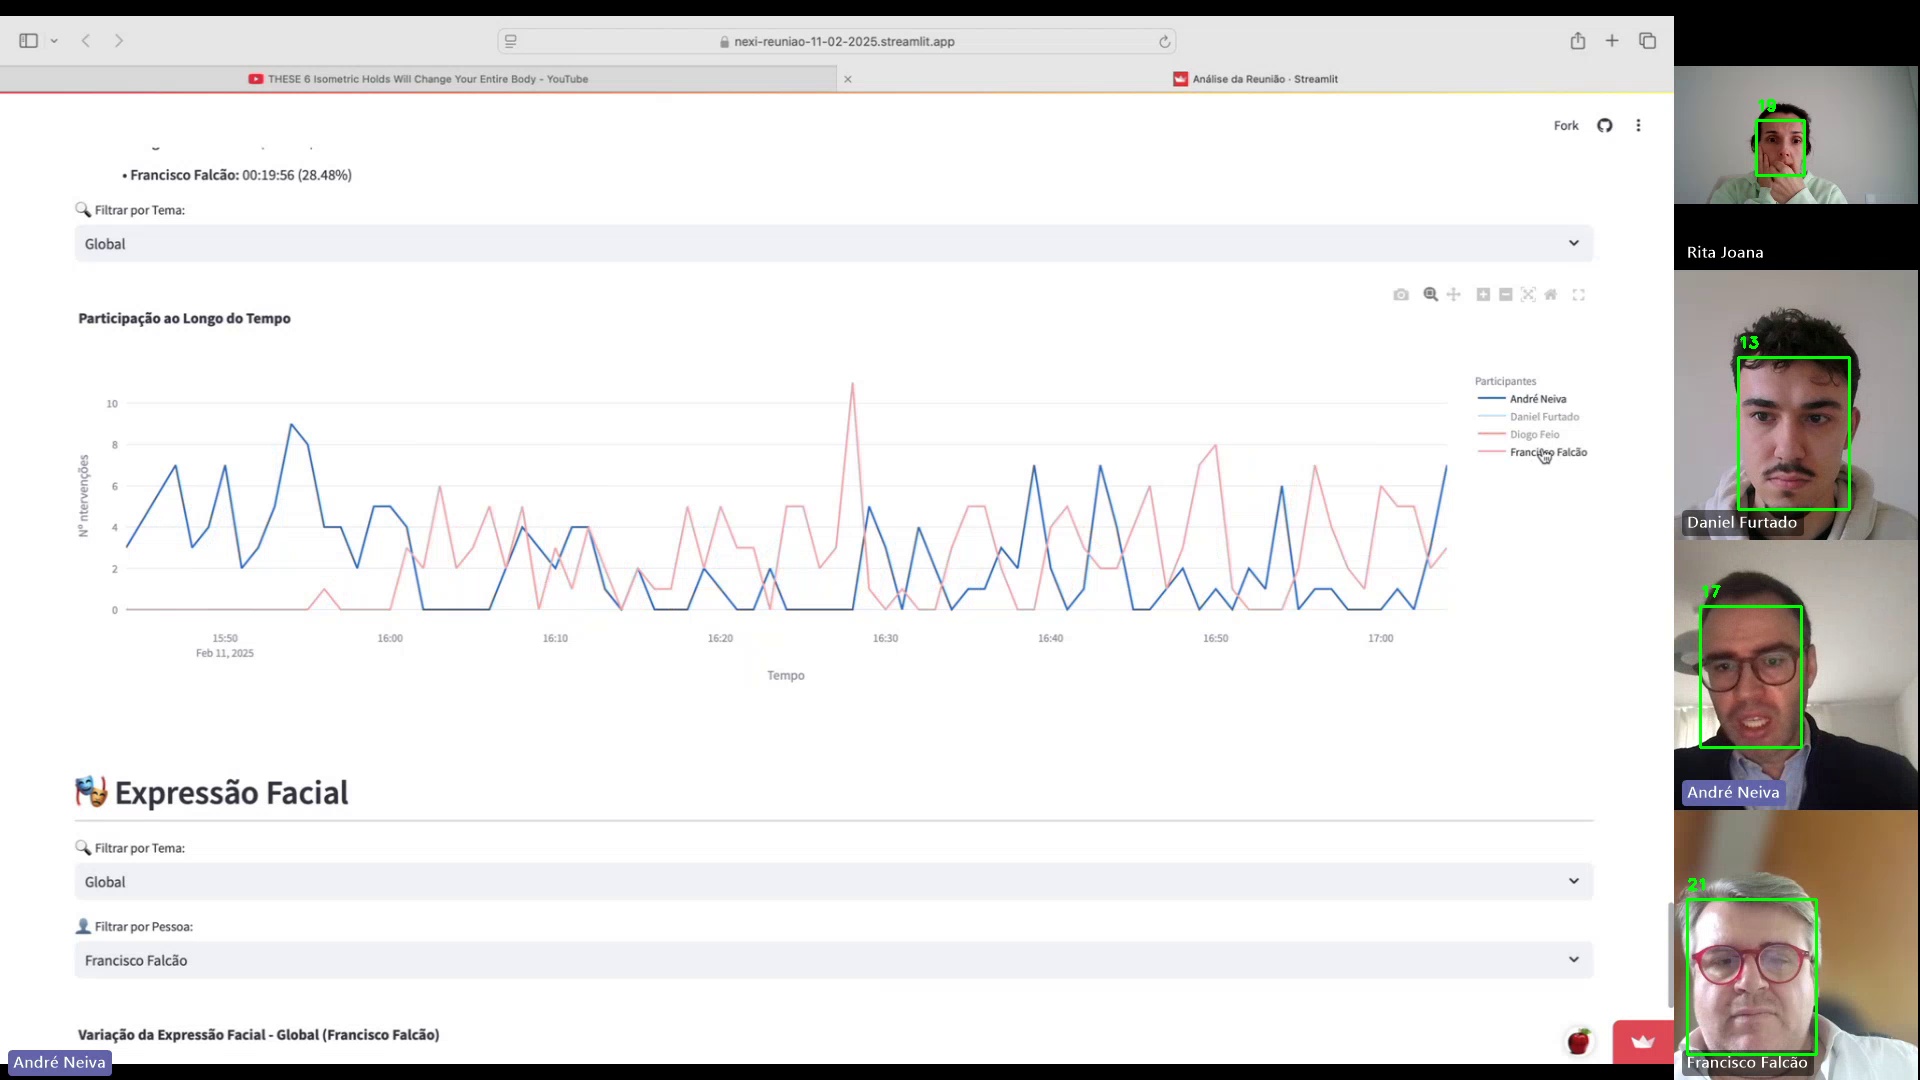 nexi-reuniao-11-02-2025.streamlit.app
THESE 6 Isometric Holds Will Change Your Entire Body - YouTube
Análise da Reunião · Streamlit
Fork
• Francisco Falcão: 00:19:56 (28.48%)
Filtrar por Tema:
Global
Participação ao Longo do Tempo
Nº ntervenções
10
8
6
4
2
0
15:50
Feb 11, 2025
16:00
16:10
16:20
16:30
16:40
16:50
17:00
Tempo
Participantes
André Neiva
Daniel Furtado
Diogo Feio
Francisco Falcão
Expressão Facial
Filtrar por Tema:
Global
Filtrar por Pessoa:
Francisco Falcão
Variação da Expressão Facial - Global (Francisco Falcão)
André Neiva
19
Rita Joana
13
Daniel Furtado
17
André Neiva
21
Francisco Falcão